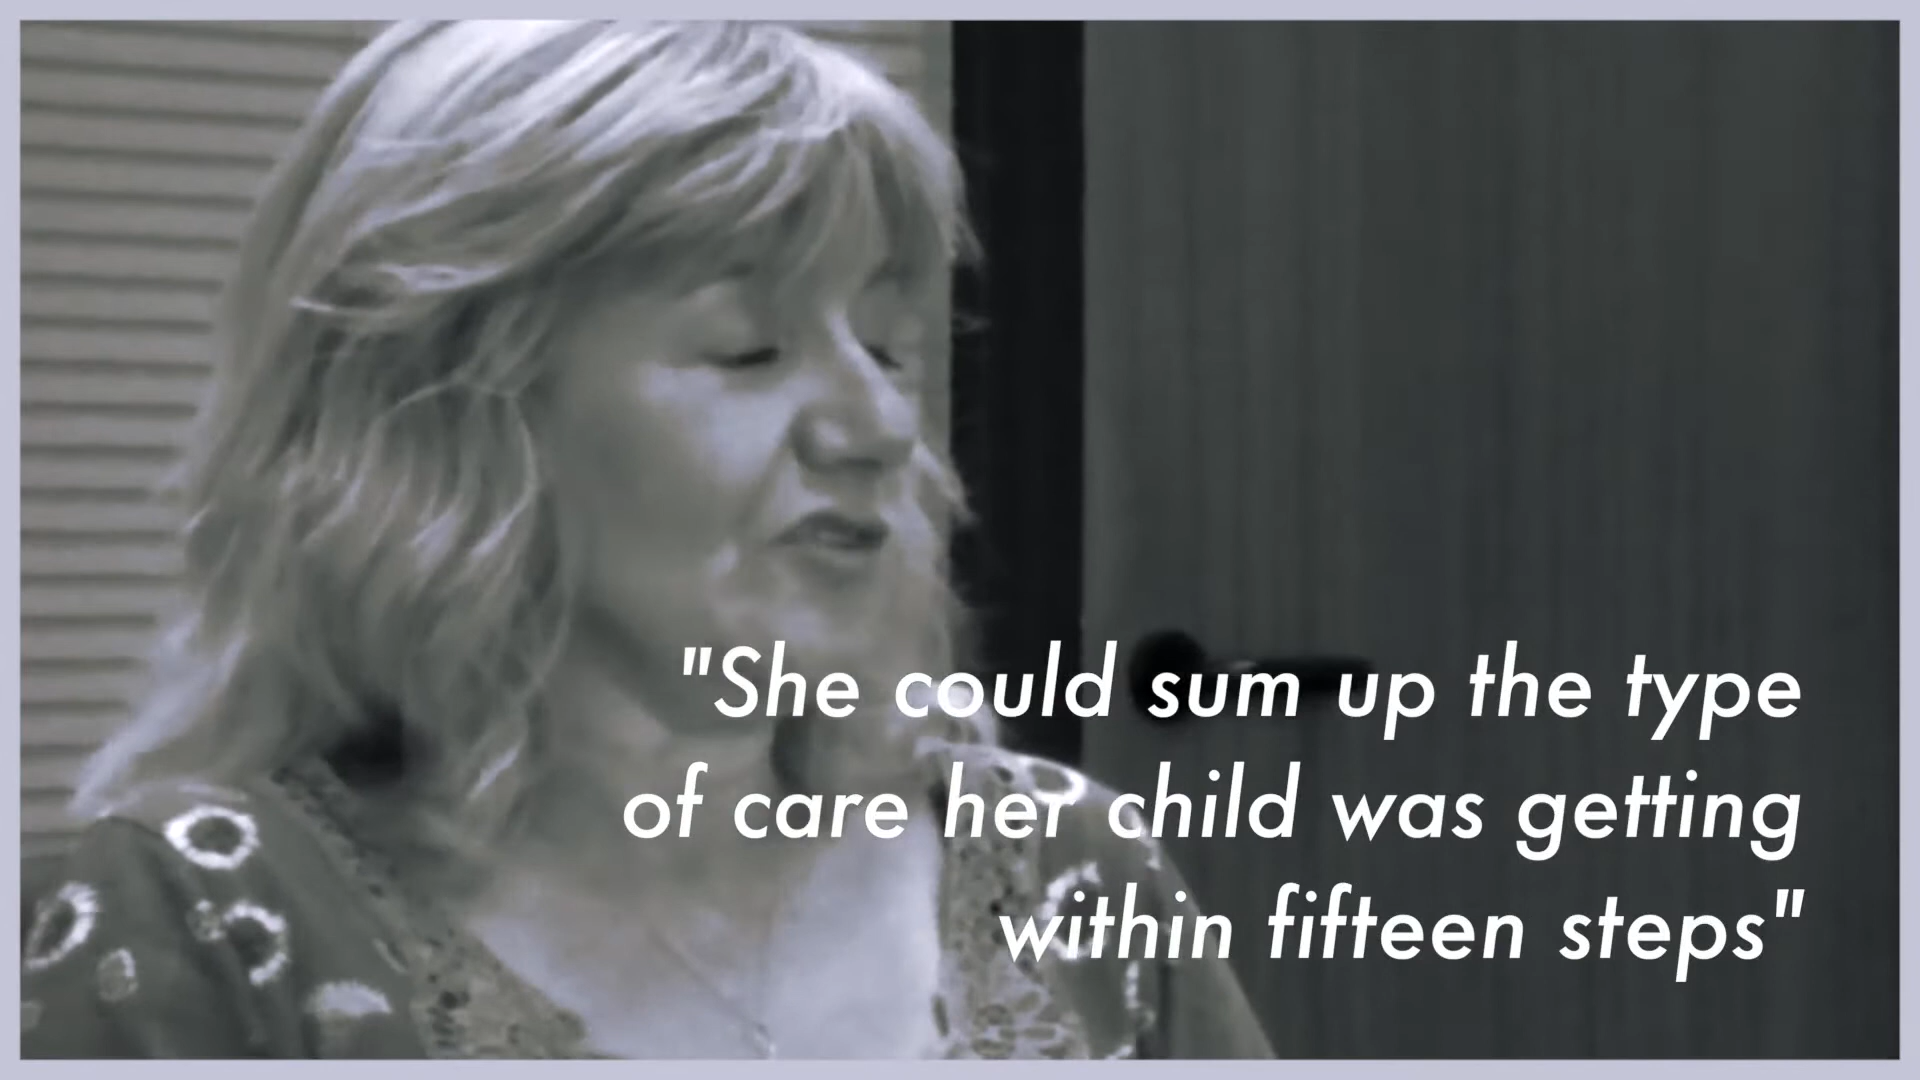 "She could sum up the type
of care her child was getting
within fifteen steps"